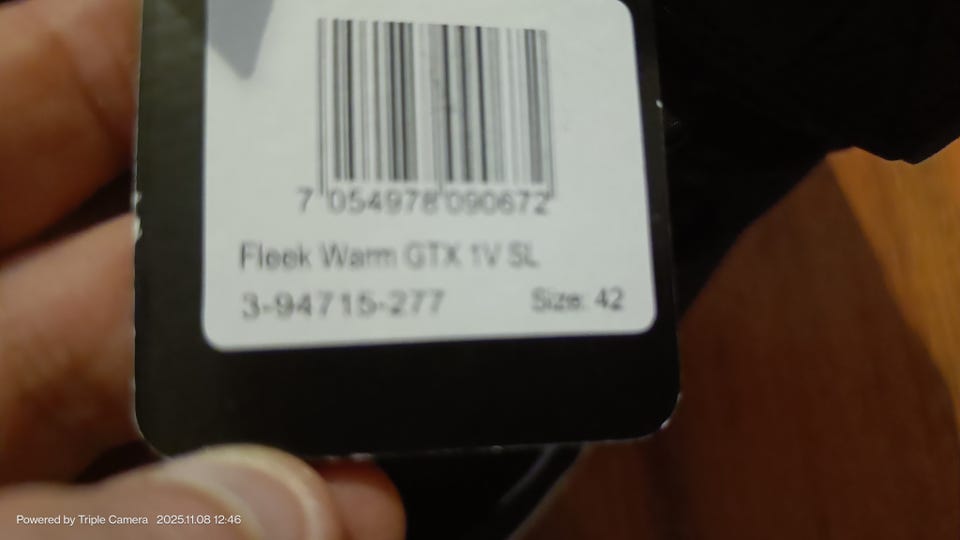 7 054978 090672
Fleek Warm GTX 1V SL
3-94715-277 Size: 42
Powered by Triple Camera 2025.11.08 12:46